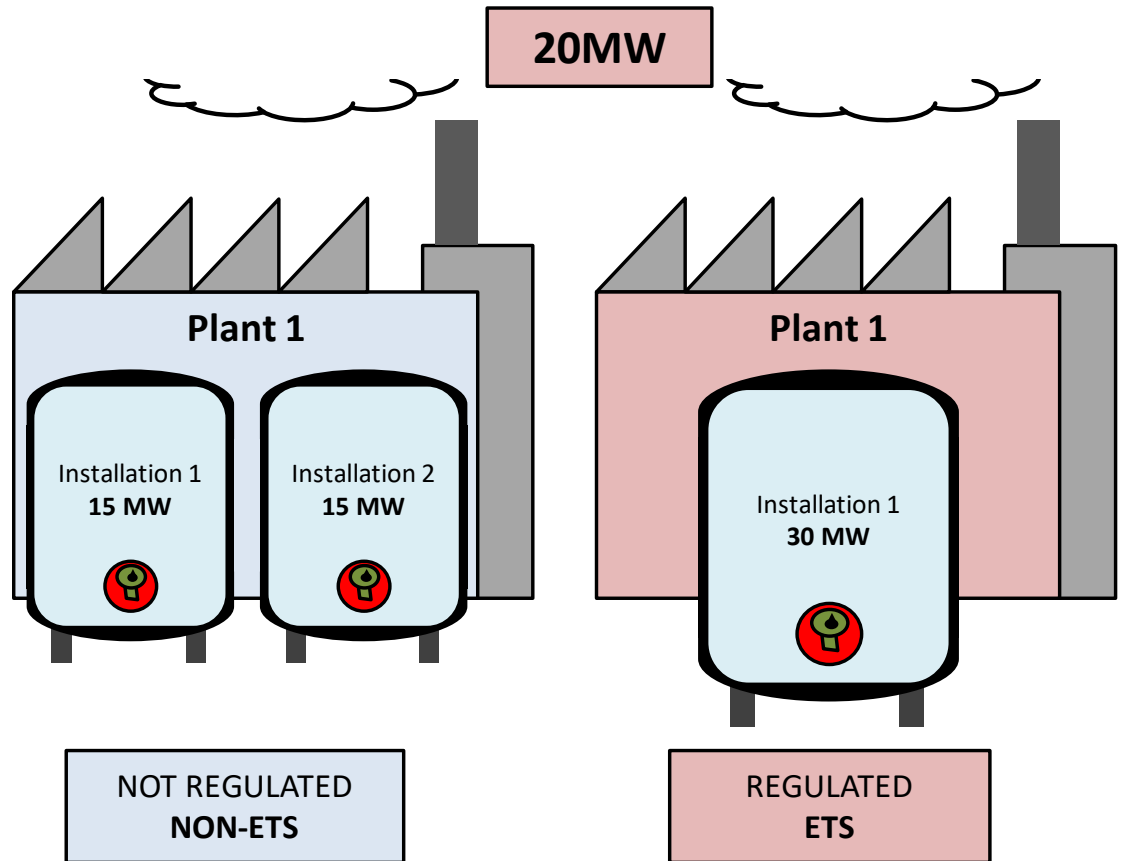 20MW
Plant 1
Installation 1
15 MW
Installation 2
15 MW
NOT REGULATED
NON-ETS
Plant 1
Installation 1
30 MW
REGULATED
ETS